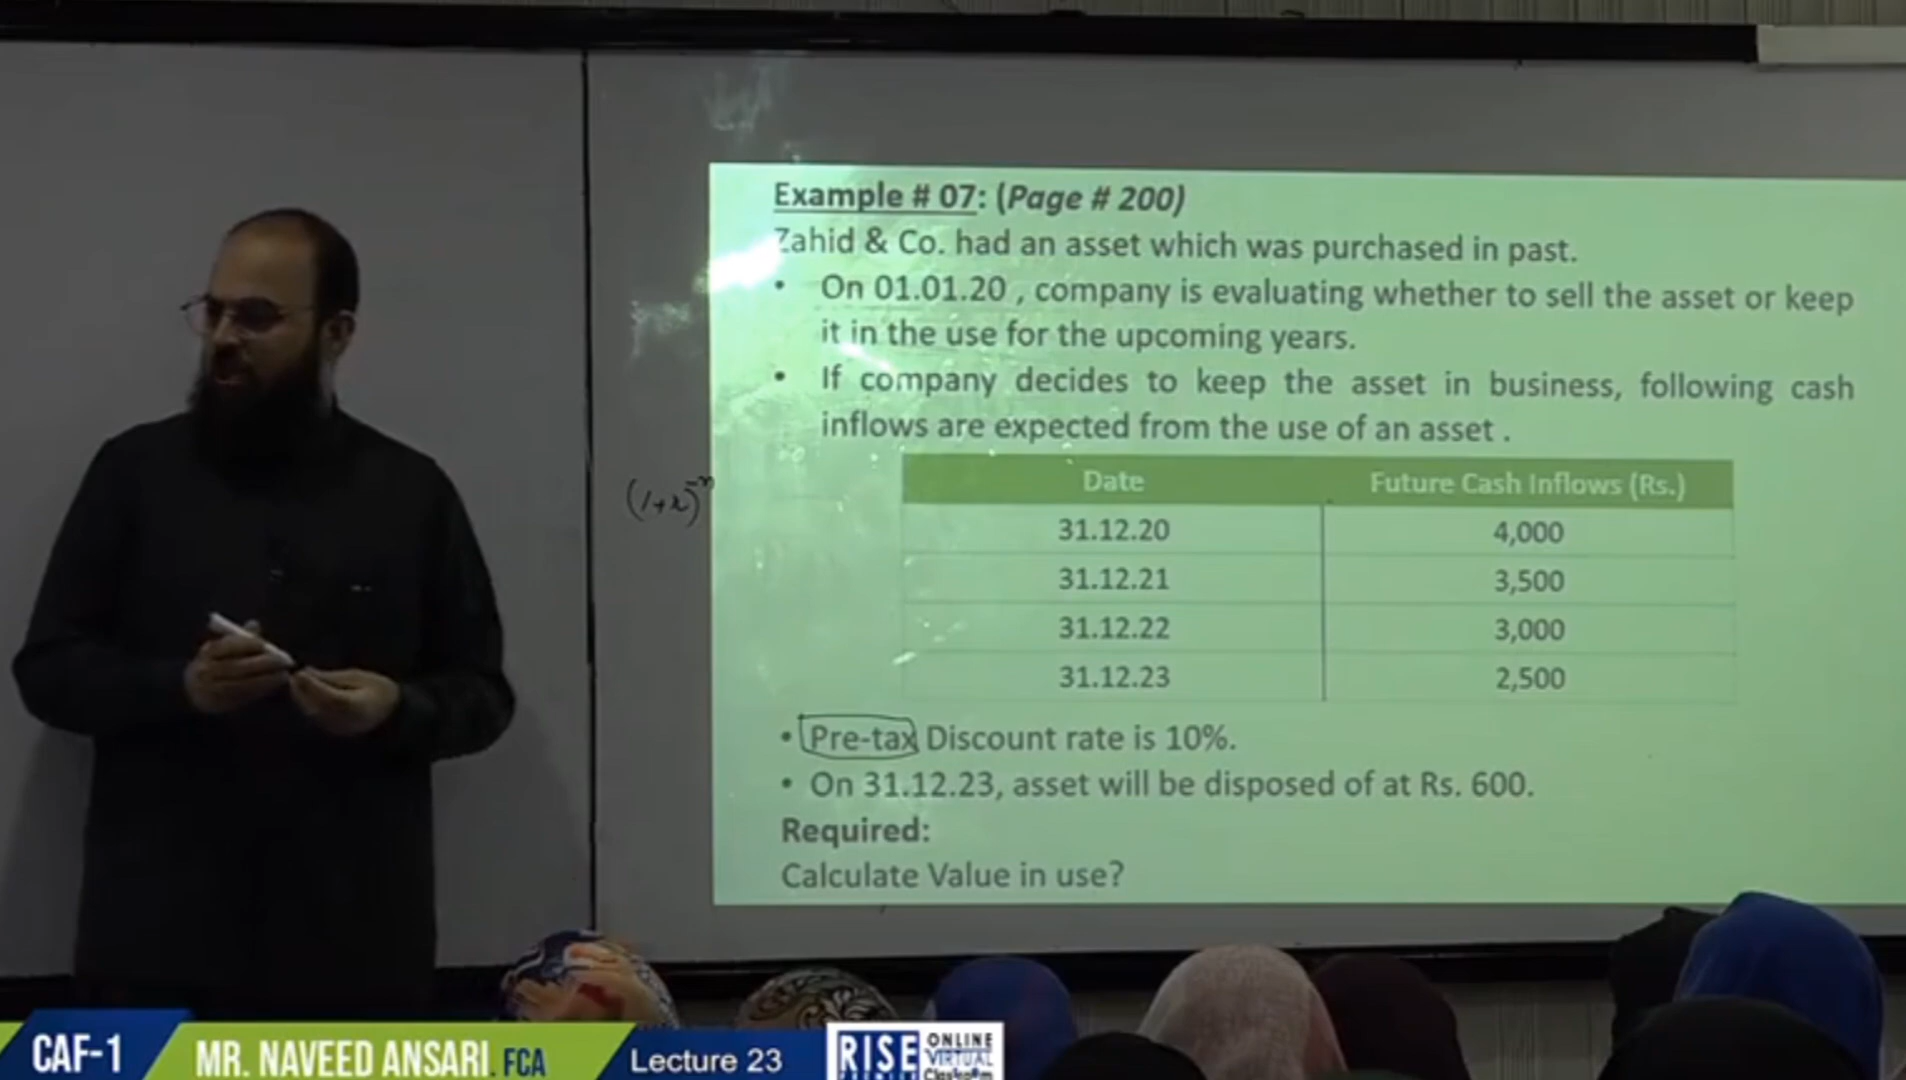 Example # 07: (Page # 200)
Zahid & Co. had an asset which was purchased in past.
• On 01.01.20 , company is evaluating whether to sell the asset or keep
it in the use for the upcoming years.
• If company decides to keep the asset in business, following cash
inflows are expected from the use of an asset .
Date Future Cash Inflows (Rs.)
31.12.20 4,000
31.12.21 3,500
31.12.22 3,000
31.12.23 2,500
• Pre-tax Discount rate is 10%.
• On 31.12.23, asset will be disposed of at Rs. 600.
Required:
Calculate Value in use?
CAF-1
MR. NAVEED ANSARI. FCA
Lecture 23
RISE
PREMIER
ONLINE
VIRTUAL
Classroom